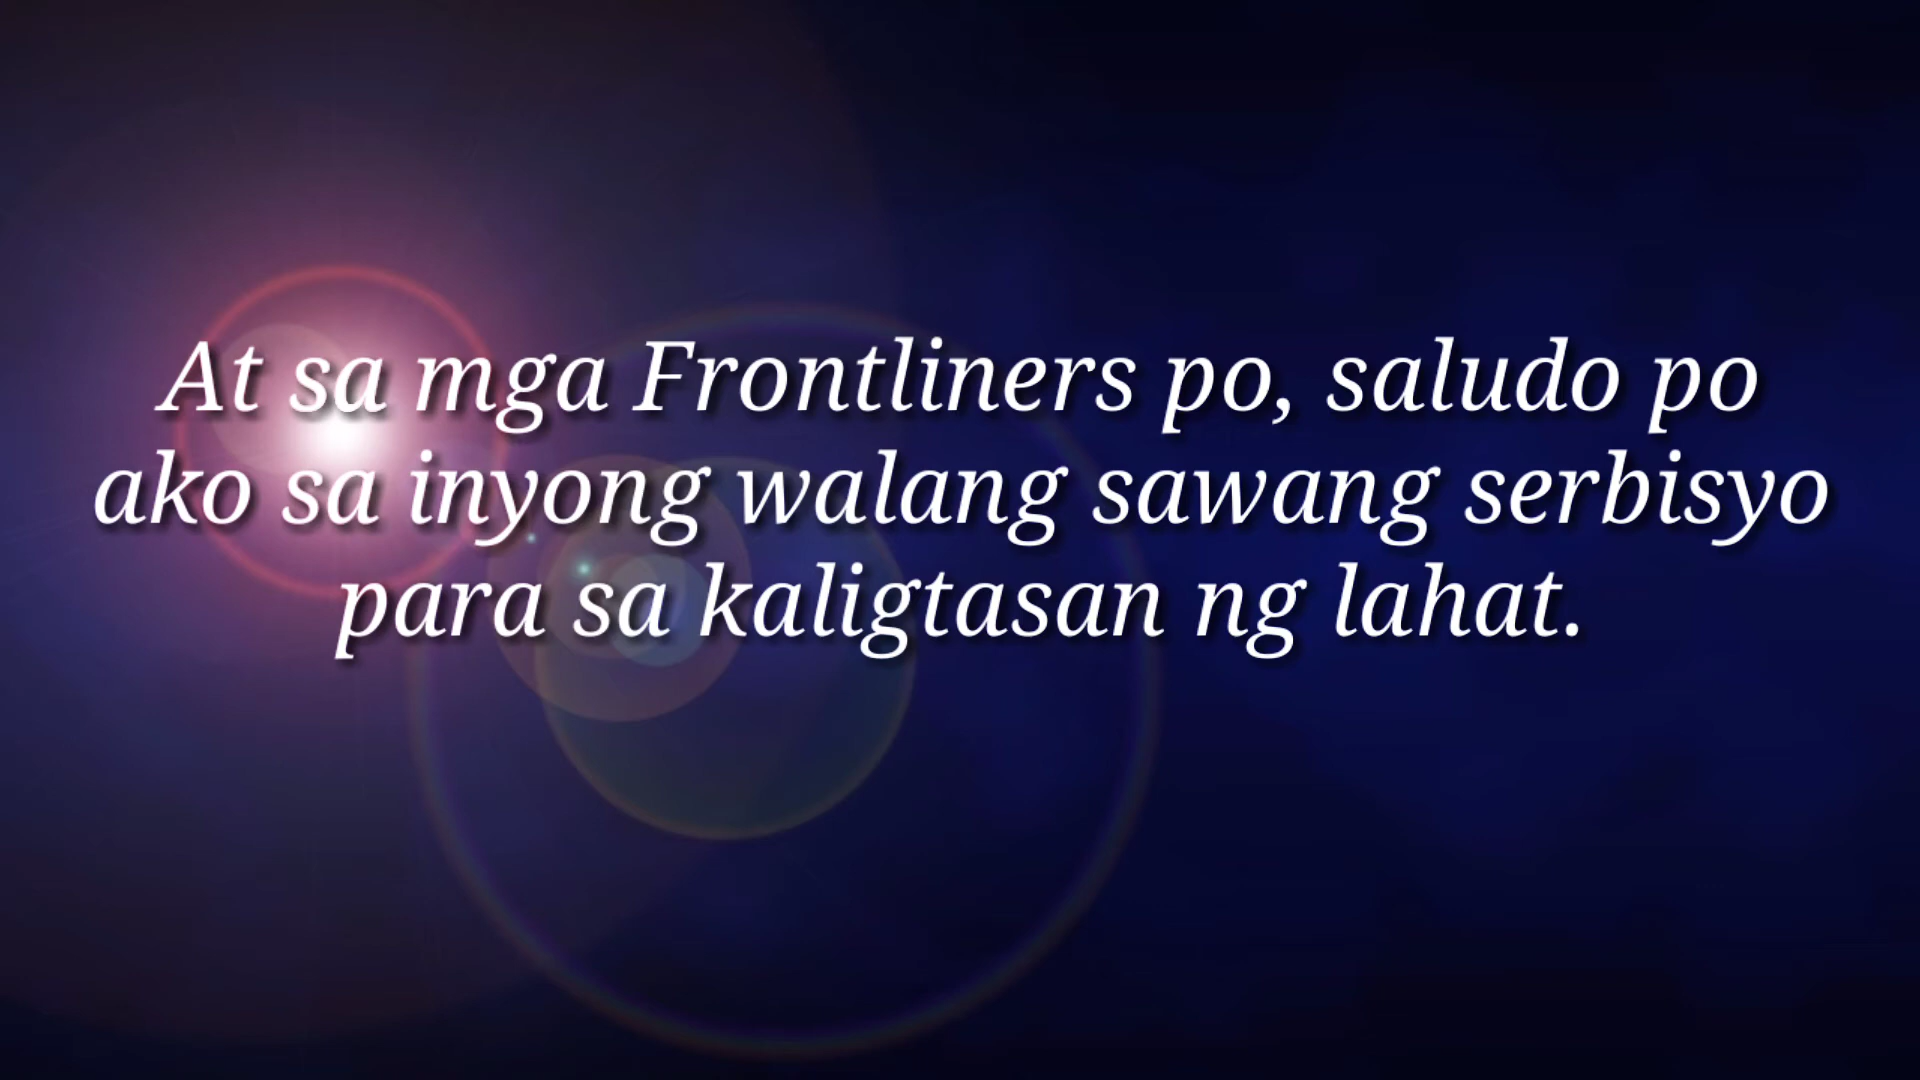 At sa mga Frontliners po, saludo po
ako sa inyong walang sawang serbisyo
para sa kaligtasan ng lahat.